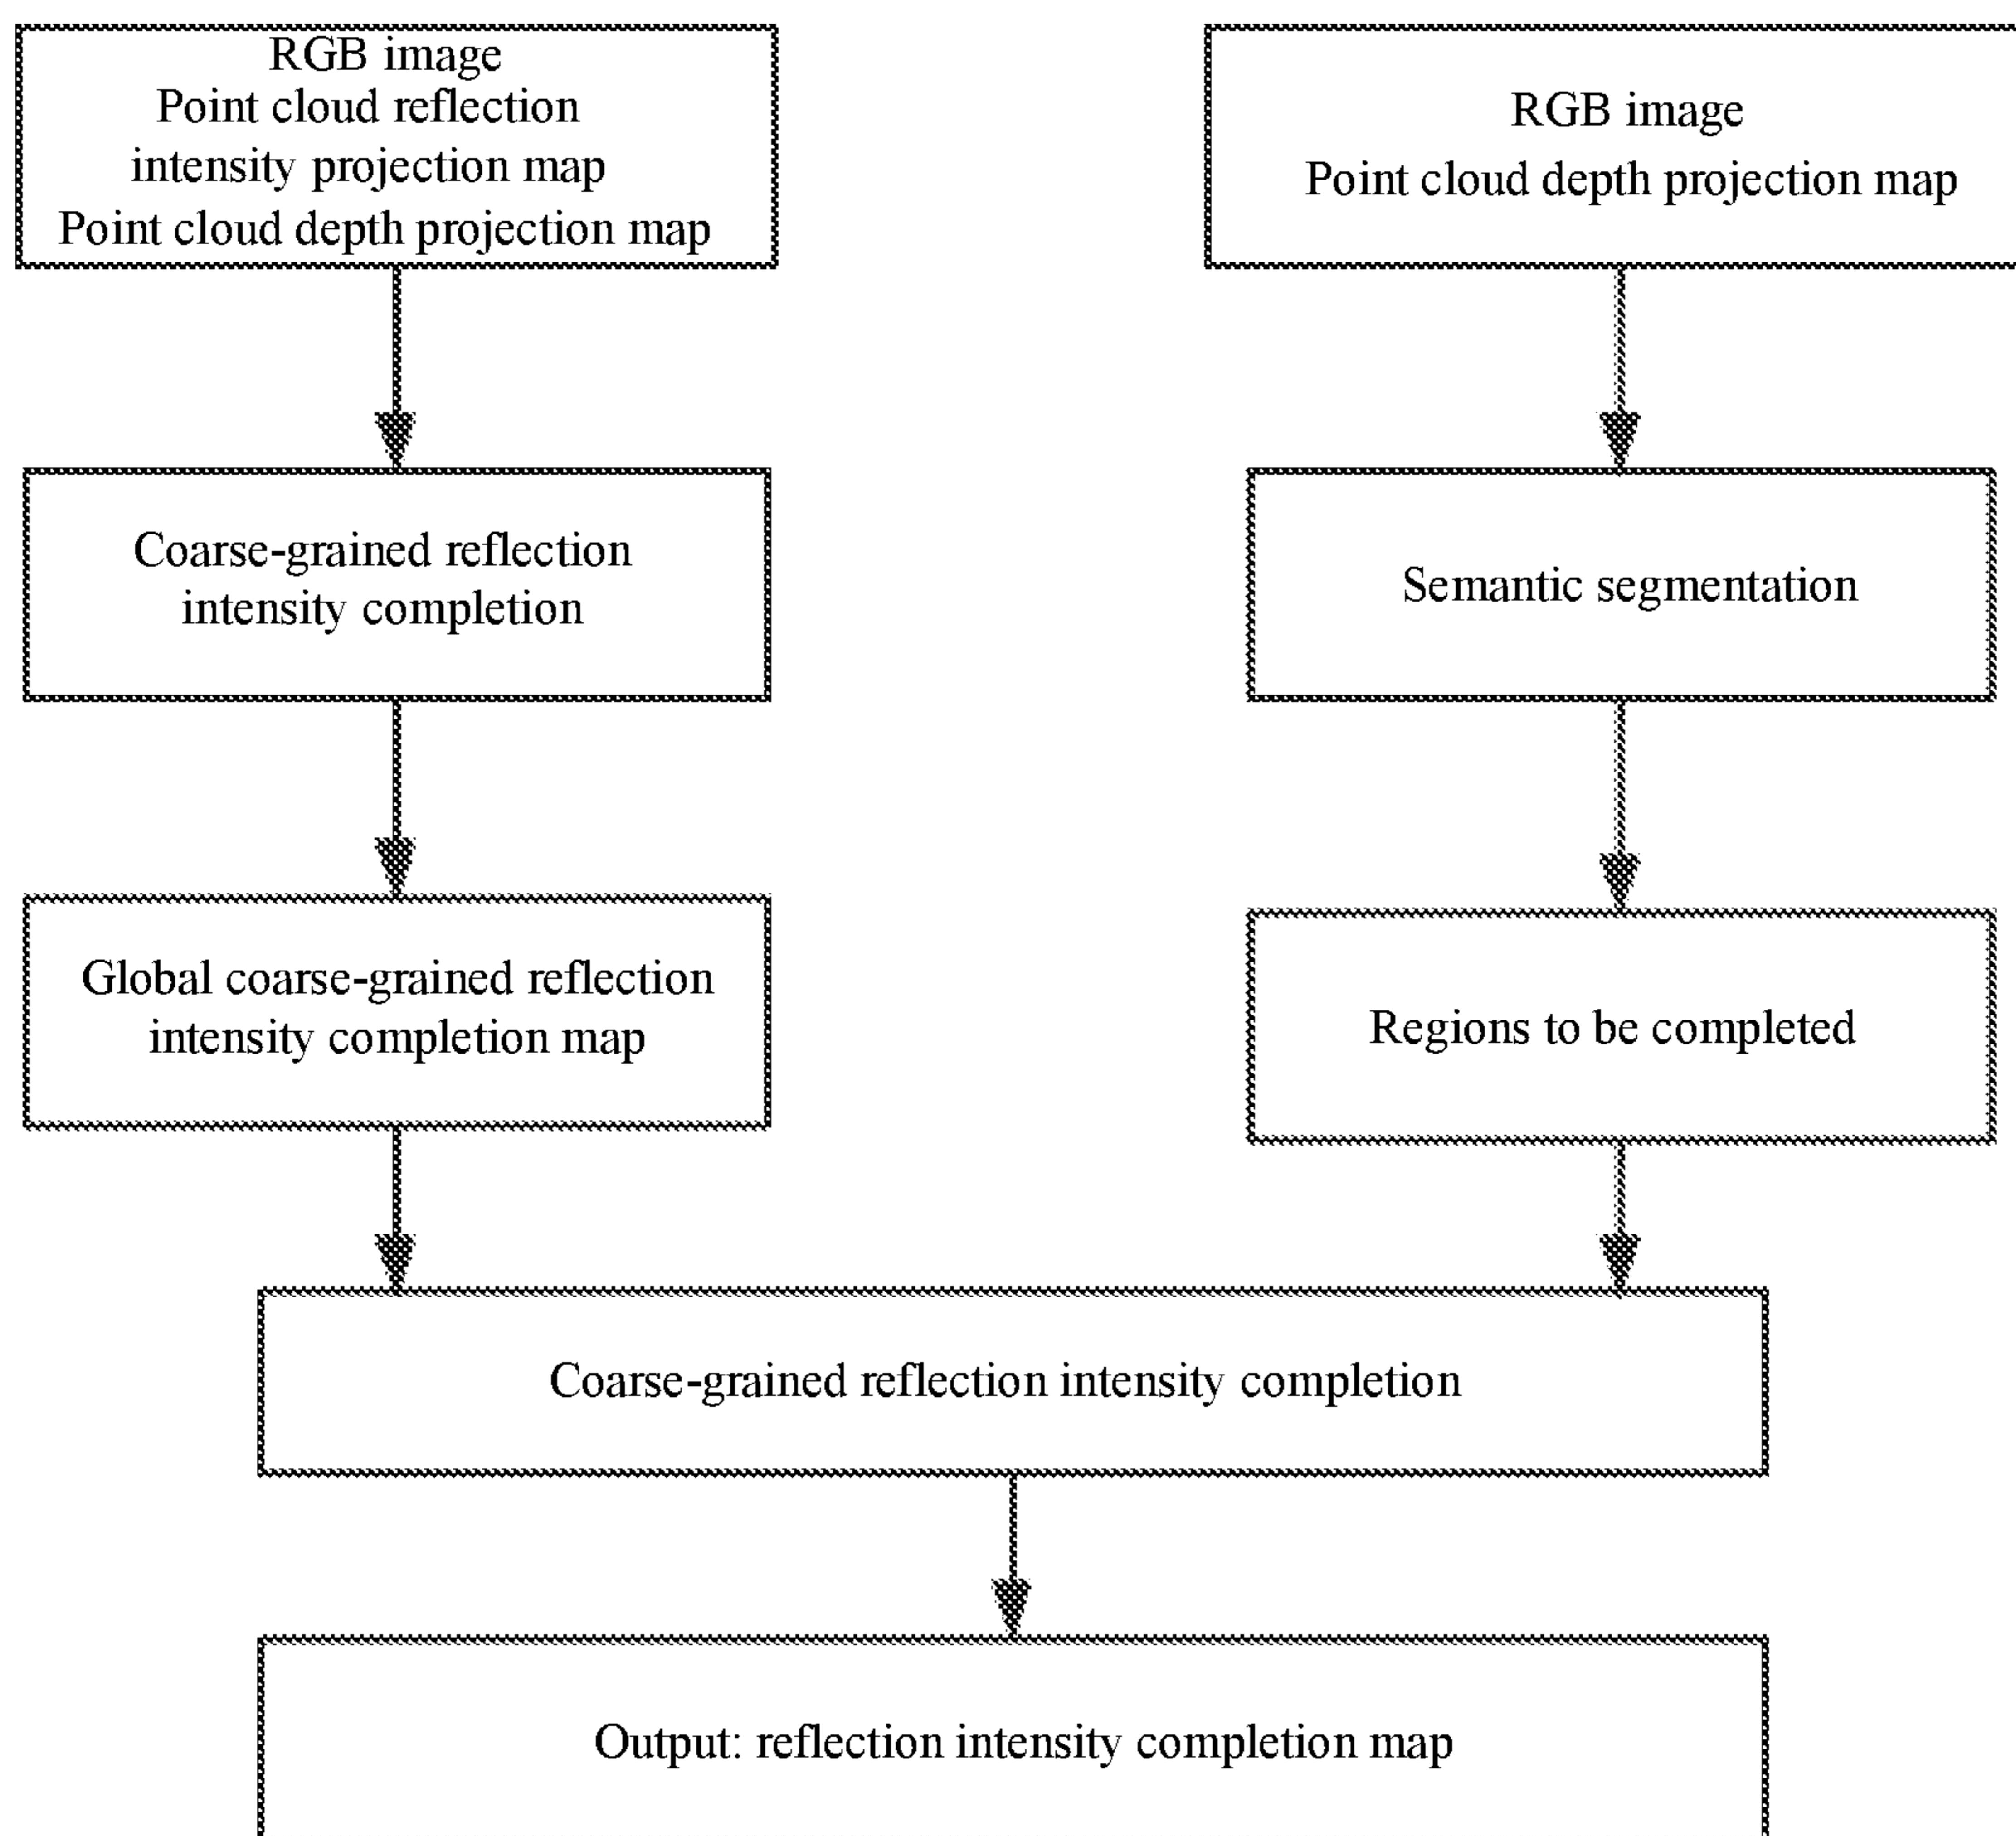 RGB image
Point cloud reflection
intensity projection map
Point cloud depth projection map
RGB image
Point cloud depth projection map
Coarse-grained reflection
intensity completion
Semantic segmentation
Global coarse-grained reflection
intensity completion map
Regions to be completed
Coarse-grained reflection intensity completion
Output: reflection intensity completion map